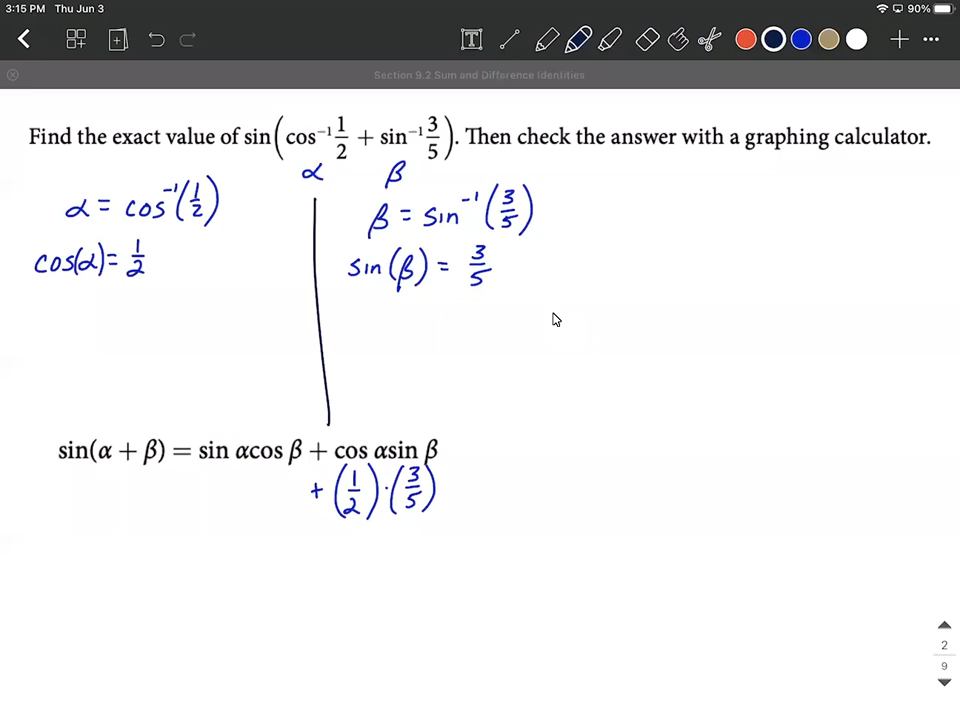 3:15 PM Thu Jun 3 90%
Section 9.2 Sum and Difference Identities
Find the exact value of sin(cos⁻¹ 1/2 + sin⁻¹ 3/5). Then check the answer with a graphing calculator.
α β
α = cos⁻¹(1/2)
β = sin⁻¹(3/5)
cos(α) = 1/2
sin(β) = 3/5
sin(α + β) = sin αcos β + cos αsin β
+ (1/2)·(3/5)
2
9